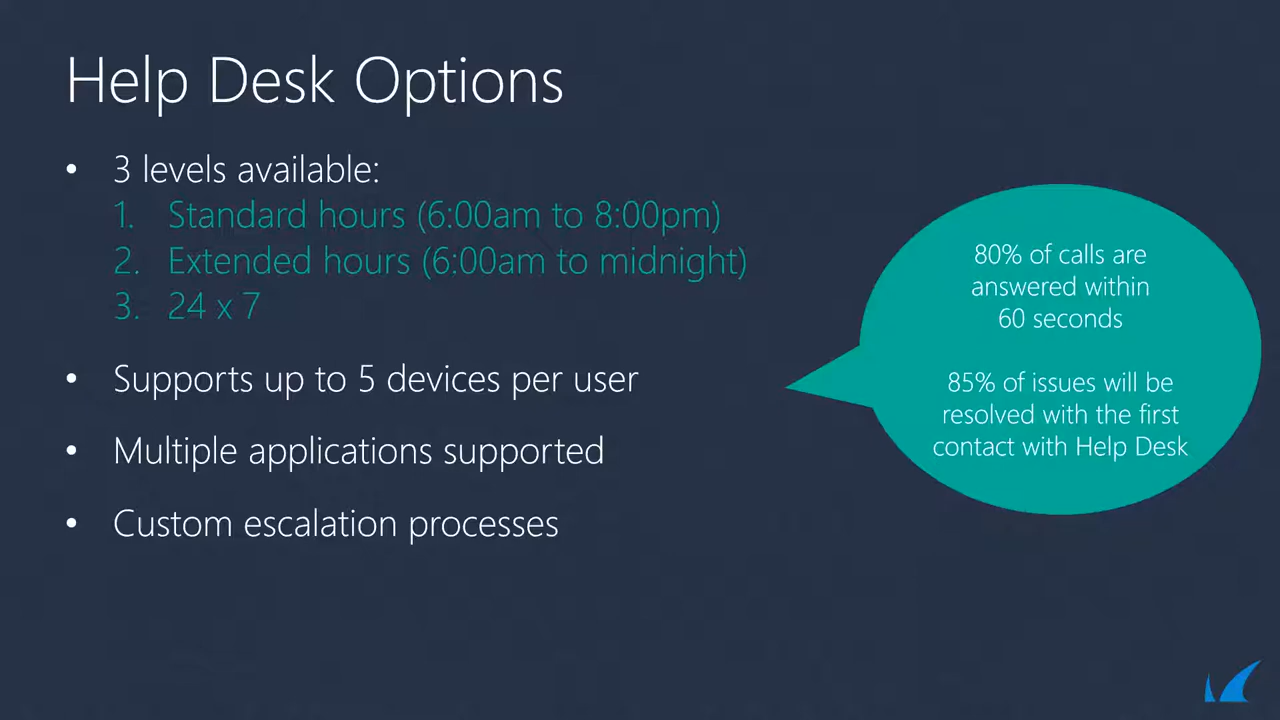 Help Desk Options
• 3 levels available:
1. Standard hours (6:00am to 8:00pm)
2. Extended hours (6:00am to midnight)
3. 24 x 7
• Supports up to 5 devices per user
• Multiple applications supported
• Custom escalation processes
80% of calls are
answered within
60 seconds
85% of issues will be
resolved with the first
contact with Help Desk